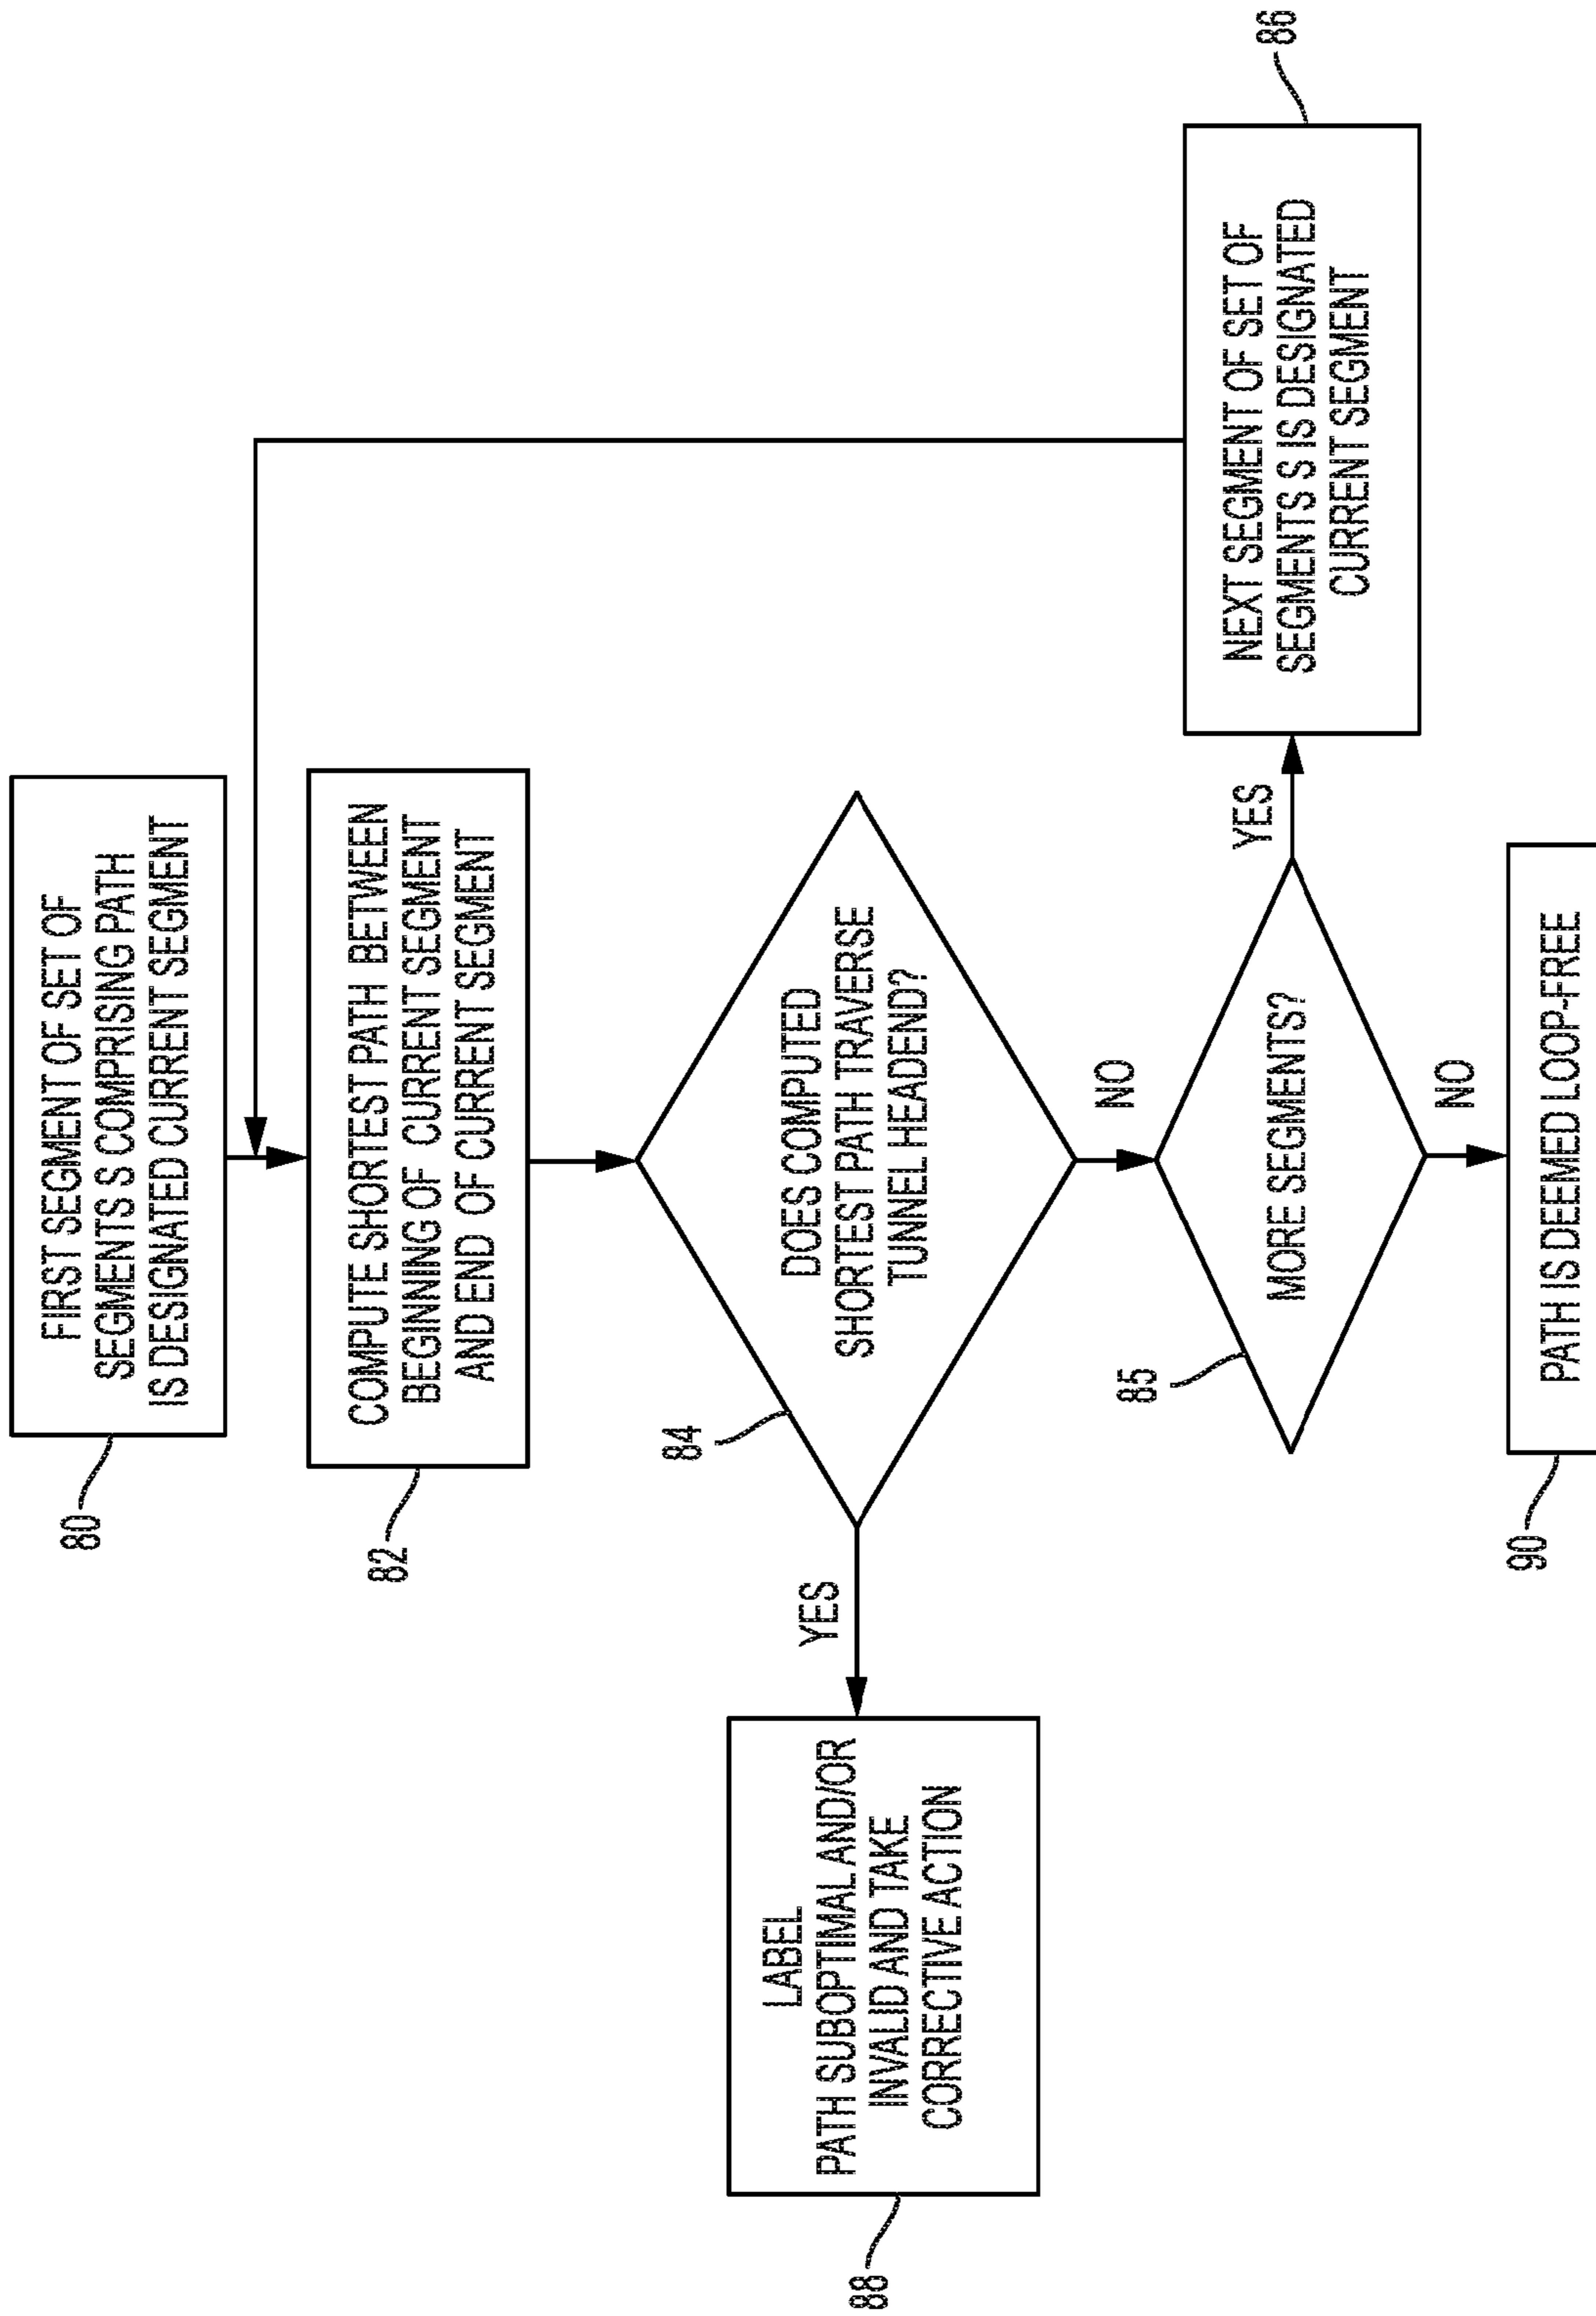 FIRST SEGMENT OF SET OF
SEGMENTS S COMPRISING PATH
IS DESIGNATED CURRENT SEGMENT
80
COMPUTE SHORTEST PATH BETWEEN
BEGINNING OF CURRENT SEGMENT
AND END OF CURRENT SEGMENT
82
DOES COMPUTED
SHORTEST PATH TRAVERSE
TUNNEL HEADEND?
84
YES
LABEL
PATH SUBOPTIMAL AND/OR
INVALID AND TAKE
CORRECTIVE ACTION
88
NO
MORE SEGMENTS?
85
YES
NEXT SEGMENT OF SET OF
SEGMENTS S IS DESIGNATED
CURRENT SEGMENT
86
NO
PATH IS DEEMED LOOP-FREE
90